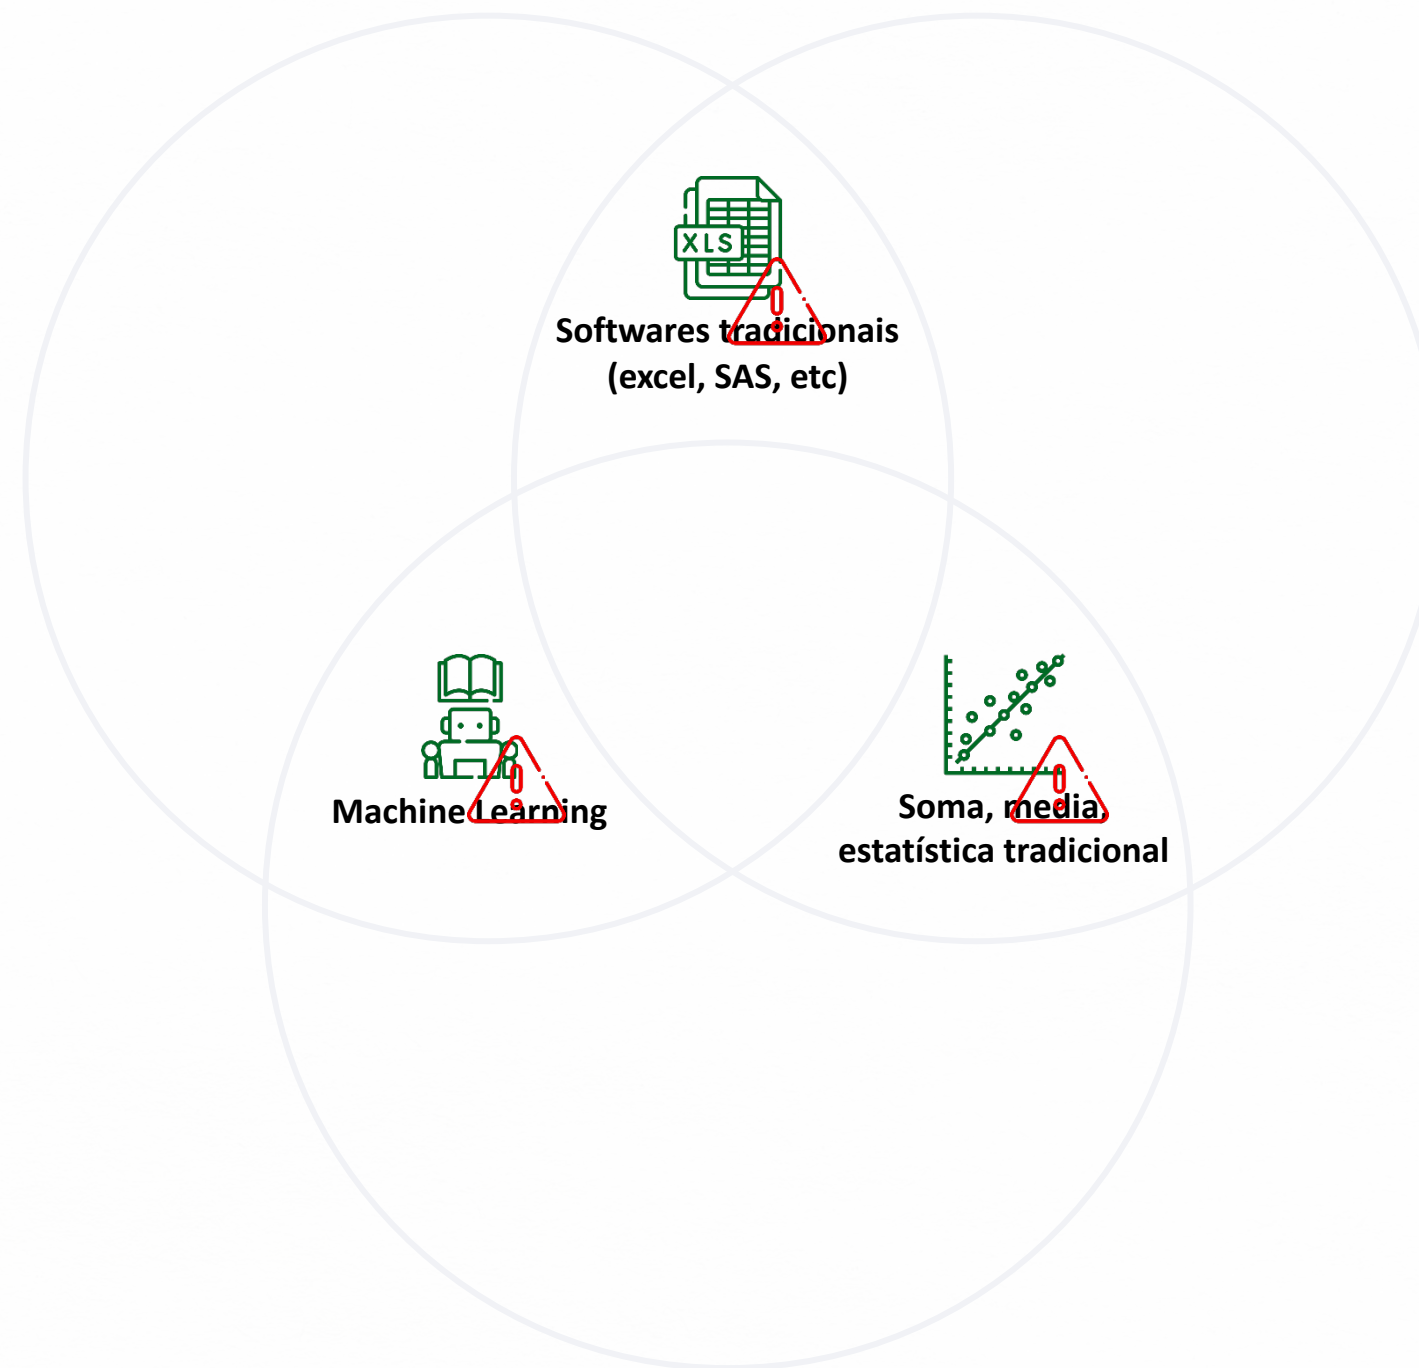 XLS
Softwares tradicionais
(excel, SAS, etc)
Machine Learning
Soma, media,
estatística tradicional